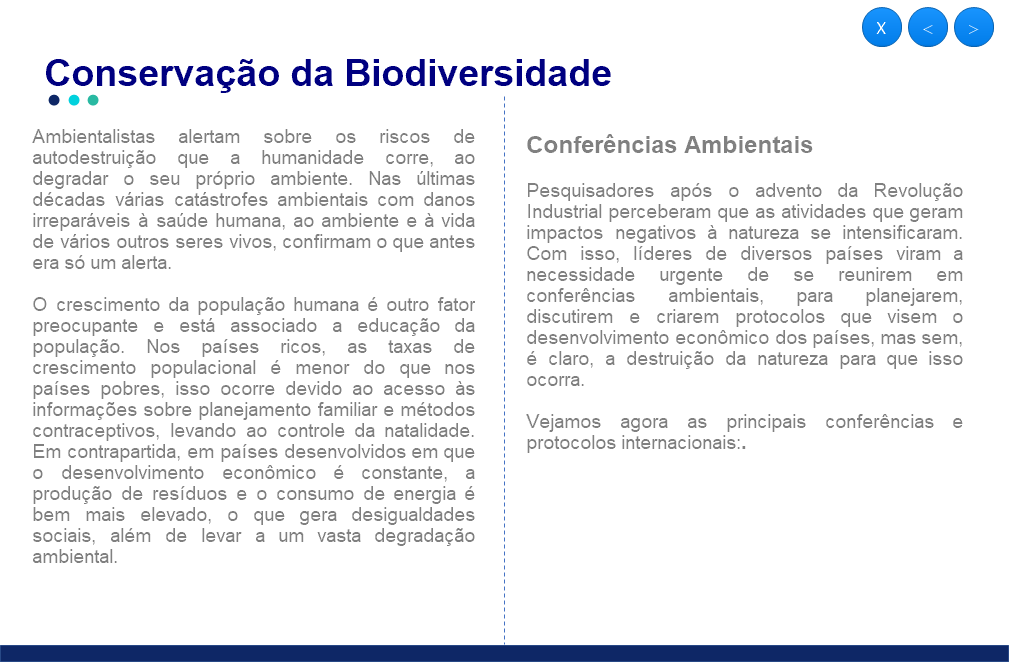 X < >
Conservação da Biodiversidade
Ambientalistas alertam sobre os riscos de
autodestruição que a humanidade corre, ao
degradar o seu próprio ambiente. Nas últimas
décadas várias catástrofes ambientais com danos
irreparáveis à saúde humana, ao ambiente e à vida
de vários outros seres vivos, confirmam o que antes
era só um alerta.
O crescimento da população humana é outro fator
preocupante e está associado a educação da
população. Nos países ricos, as taxas de
crescimento populacional é menor do que nos
países pobres, isso ocorre devido ao acesso às
informações sobre planejamento familiar e métodos
contraceptivos, levando ao controle da natalidade.
Em contrapartida, em países desenvolvidos em que
o desenvolvimento econômico é constante, a
produção de resíduos e o consumo de energia é
bem mais elevado, o que gera desigualdades
sociais, além de levar a um vasta degradação
ambiental.
Conferências Ambientais
Pesquisadores após o advento da Revolução
Industrial perceberam que as atividades que geram
impactos negativos à natureza se intensificaram.
Com isso, líderes de diversos países viram a
necessidade urgente de se reunirem em
conferências ambientais, para planejarem,
discutirem e criarem protocolos que visem o
desenvolvimento econômico dos países, mas sem,
é claro, a destruição da natureza para que isso
ocorra.
Vejamos agora as principais conferências e
protocolos internacionais:.